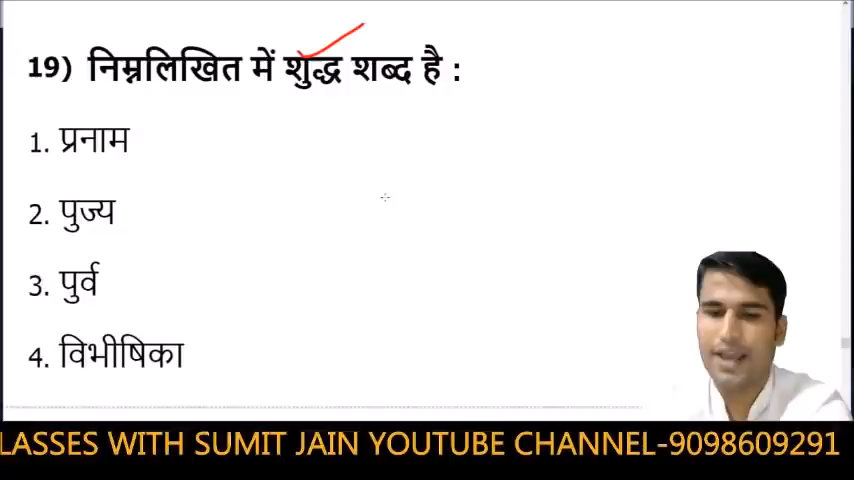 19) निम्नलिखित में शुद्ध शब्द है :
1. प्रनाम
2. पुज्य
3. पुर्व
4. विभीषिका
LASSES WITH SUMIT JAIN YOUTUBE CHANNEL-9098609291